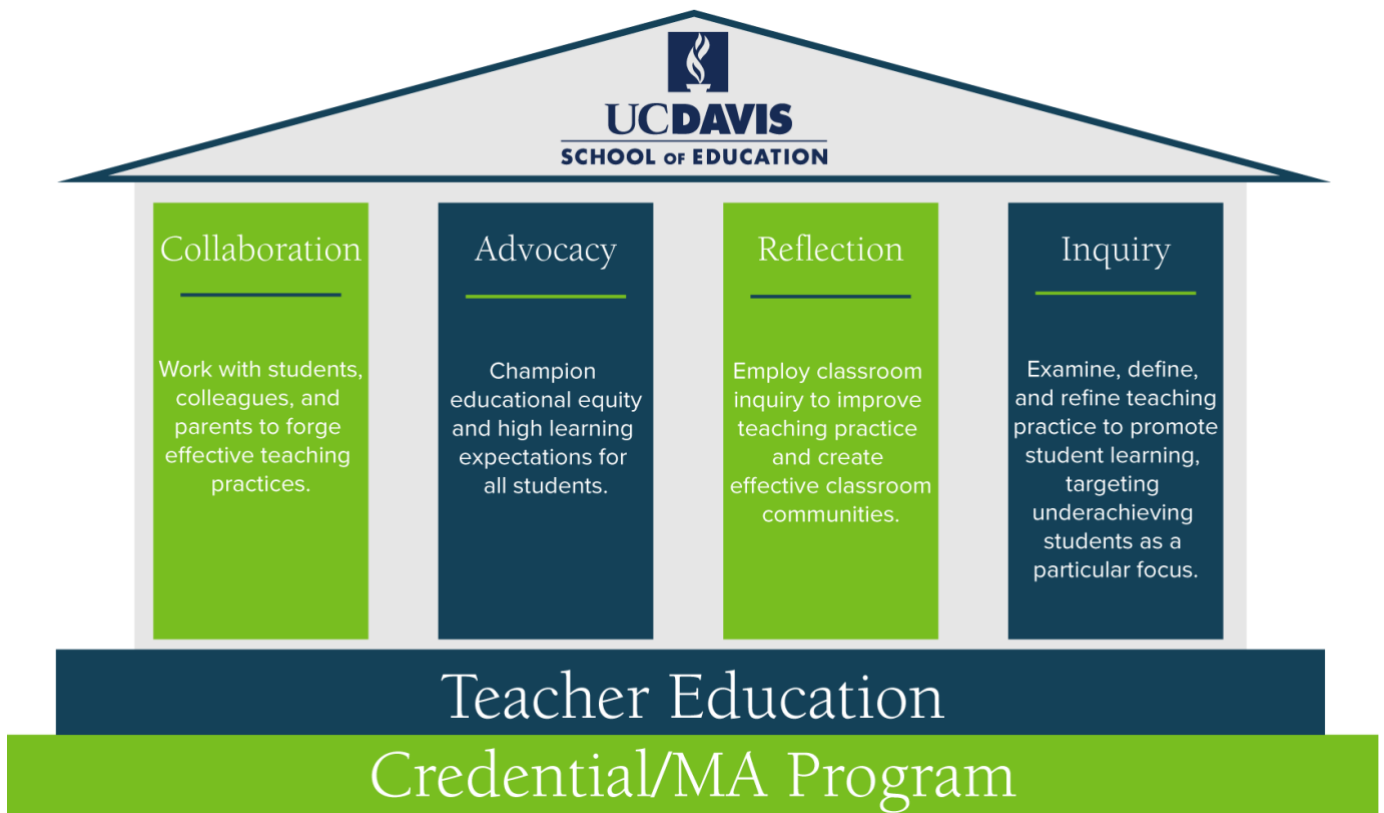 UCDAVIS
SCHOOL OF EDUCATION
Collaboration
Work with students,
colleagues, and
parents to forge
effective teaching
practices.
Advocacy
Champion
educational equity
and high learning
expectations for
all students.
Reflection
Employ classroom
inquiry to improve
teaching practice
and create
effective classroom
communities.
Inquiry
Examine, define,
and refine teaching
practice to promote
student learning,
targeting
underachieving
students as a
particular focus.
Teacher Education
Credential/MA Program